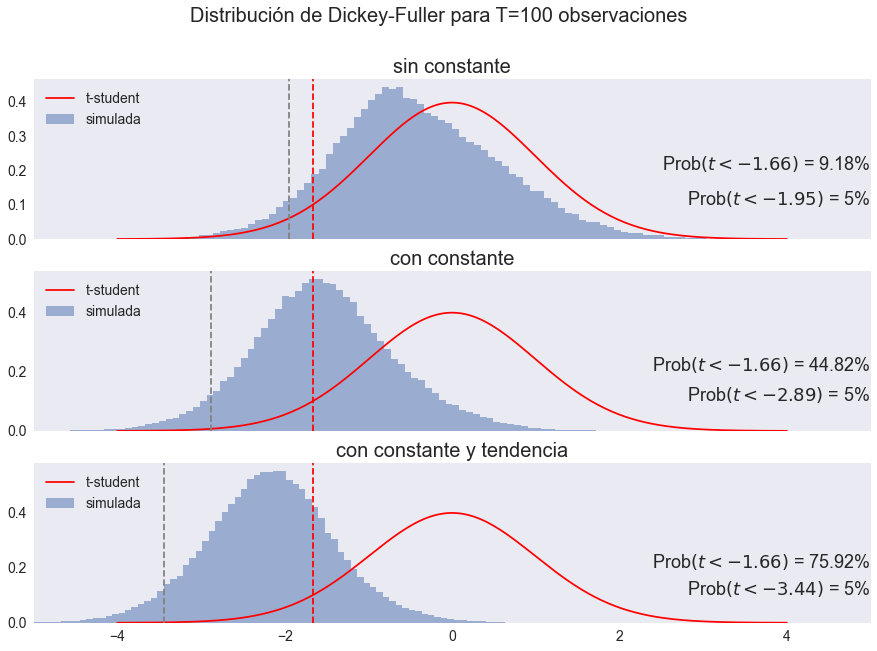 Distribución de Dickey-Fuller para T=100 observaciones
sin constante
t-student
simulada
0.4
0.3
0.2
0.1
0.0
Prob(t < −1.66) = 9.18%
Prob(t < −1.95) = 5%
con constante
t-student
simulada
0.4
0.2
0.0
Prob(t < −1.66) = 44.82%
Prob(t < −2.89) = 5%
con constante y tendencia
t-student
simulada
0.4
0.2
0.0
Prob(t < −1.66) = 75.92%
Prob(t < −3.44) = 5%
−4 −2 0 2 4